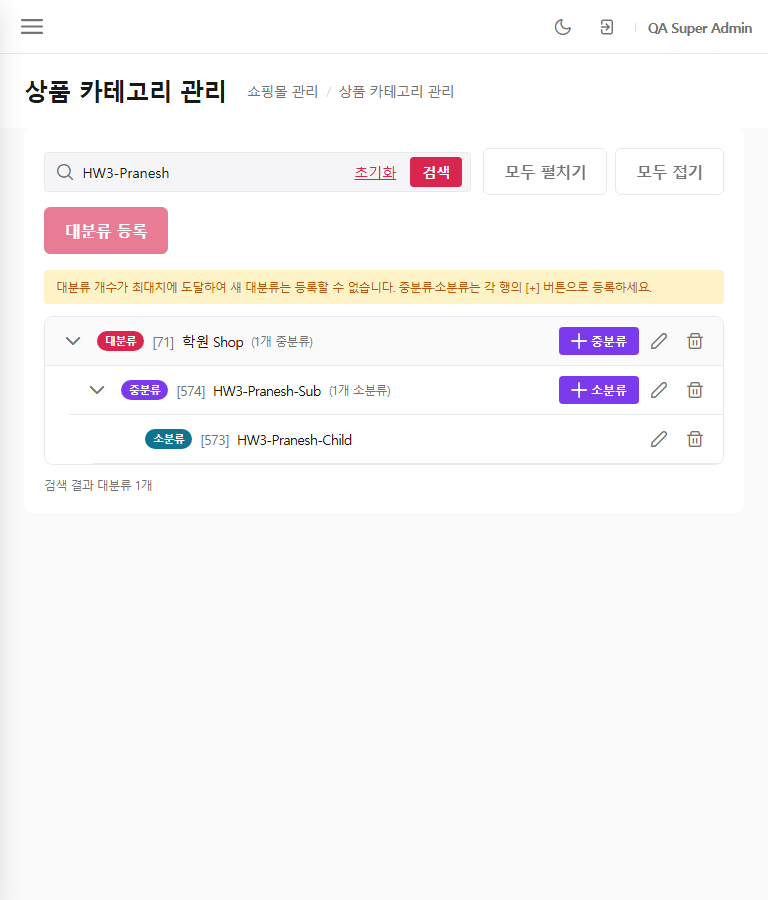 QA Super Admin
상품 카테고리 관리 쇼핑몰 관리 / 상품 카테고리 관리
HW3-Pranesh 초기화 검색 모두 펼치기 모두 접기
대분류 등록
대분류 개수가 최대치에 도달하여 새 대분류는 등록할 수 없습니다. 중분류·소분류는 각 행의 [+] 버튼으로 등록하세요.
대분류 [71] 학원 Shop (1개 중분류) + 중분류
중분류 [574] HW3-Pranesh-Sub (1개 소분류) + 소분류
소분류 [573] HW3-Pranesh-Child
검색 결과 대분류 1개